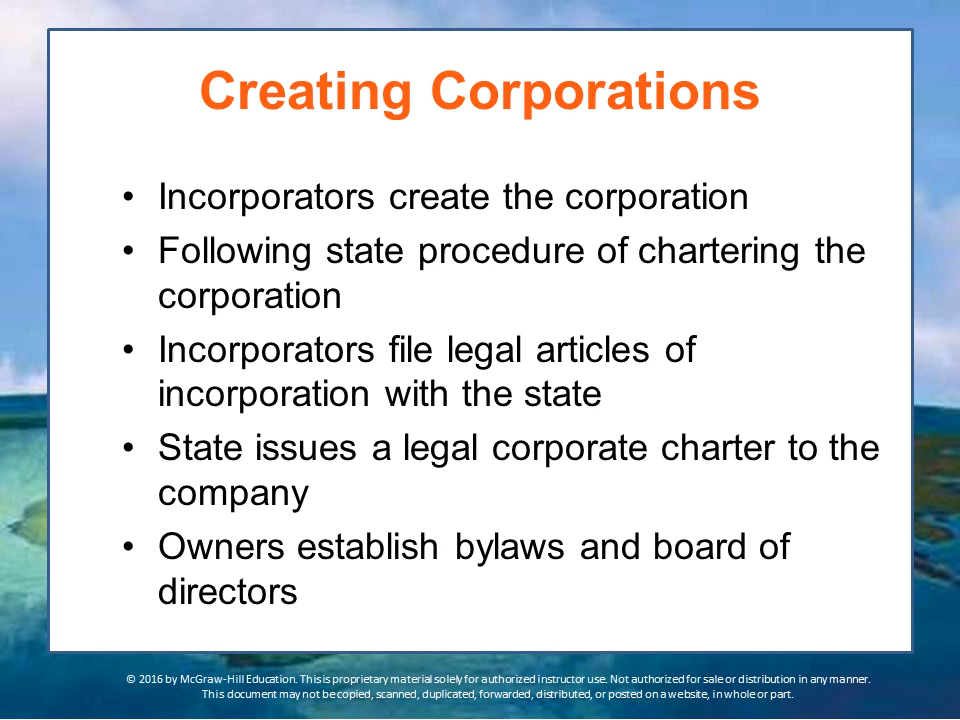 Creating Corporations
• Incorporators create the corporation
• Following state procedure of chartering the
corporation
• Incorporators file legal articles of
incorporation with the state
• State issues a legal corporate charter to the
company
• Owners establish bylaws and board of
directors
© 2016 by McGraw-Hill Education. This is proprietary material solely for authorized instructor use. Not authorized for sale or distribution in any manner.
This document may not be copied, scanned, duplicated, forwarded, distributed, or posted on a website, in whole or part.